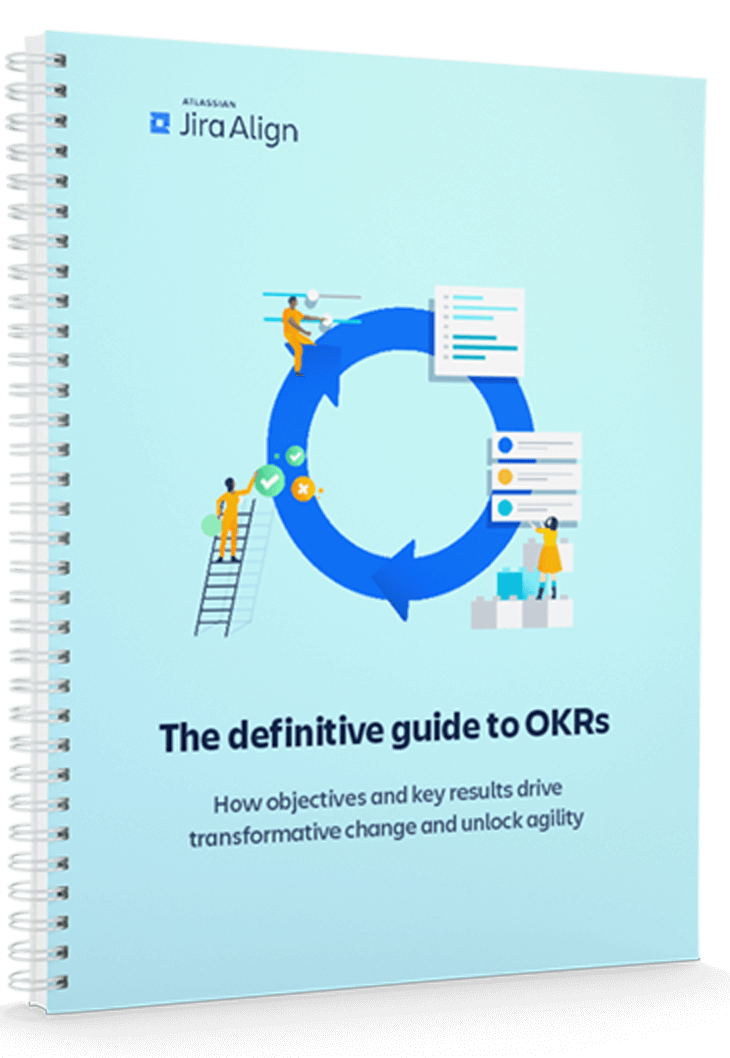 ATLASSIAN
Jira Align
The definitive guide to OKRs
How objectives and key results drive
transformative change and unlock agility